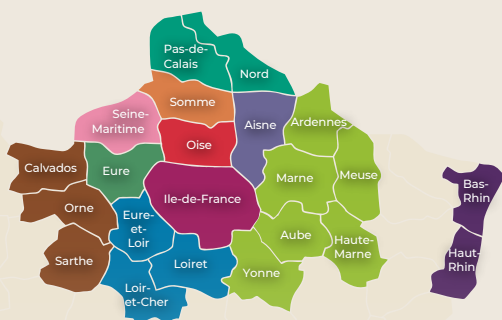 Pas-de-
Calais
Nord
Somme
Seine-
Maritime
Aisne
Ardennes
Oise
Calvados
Eure
Ile-de-France
Marne
Meuse
Bas-
Rhin
Orne
Eure-
et-
Loir
Aube
Haute-
Marne
Sarthe
Loiret
Yonne
Haut-
Rhin
Loir-
et-Cher